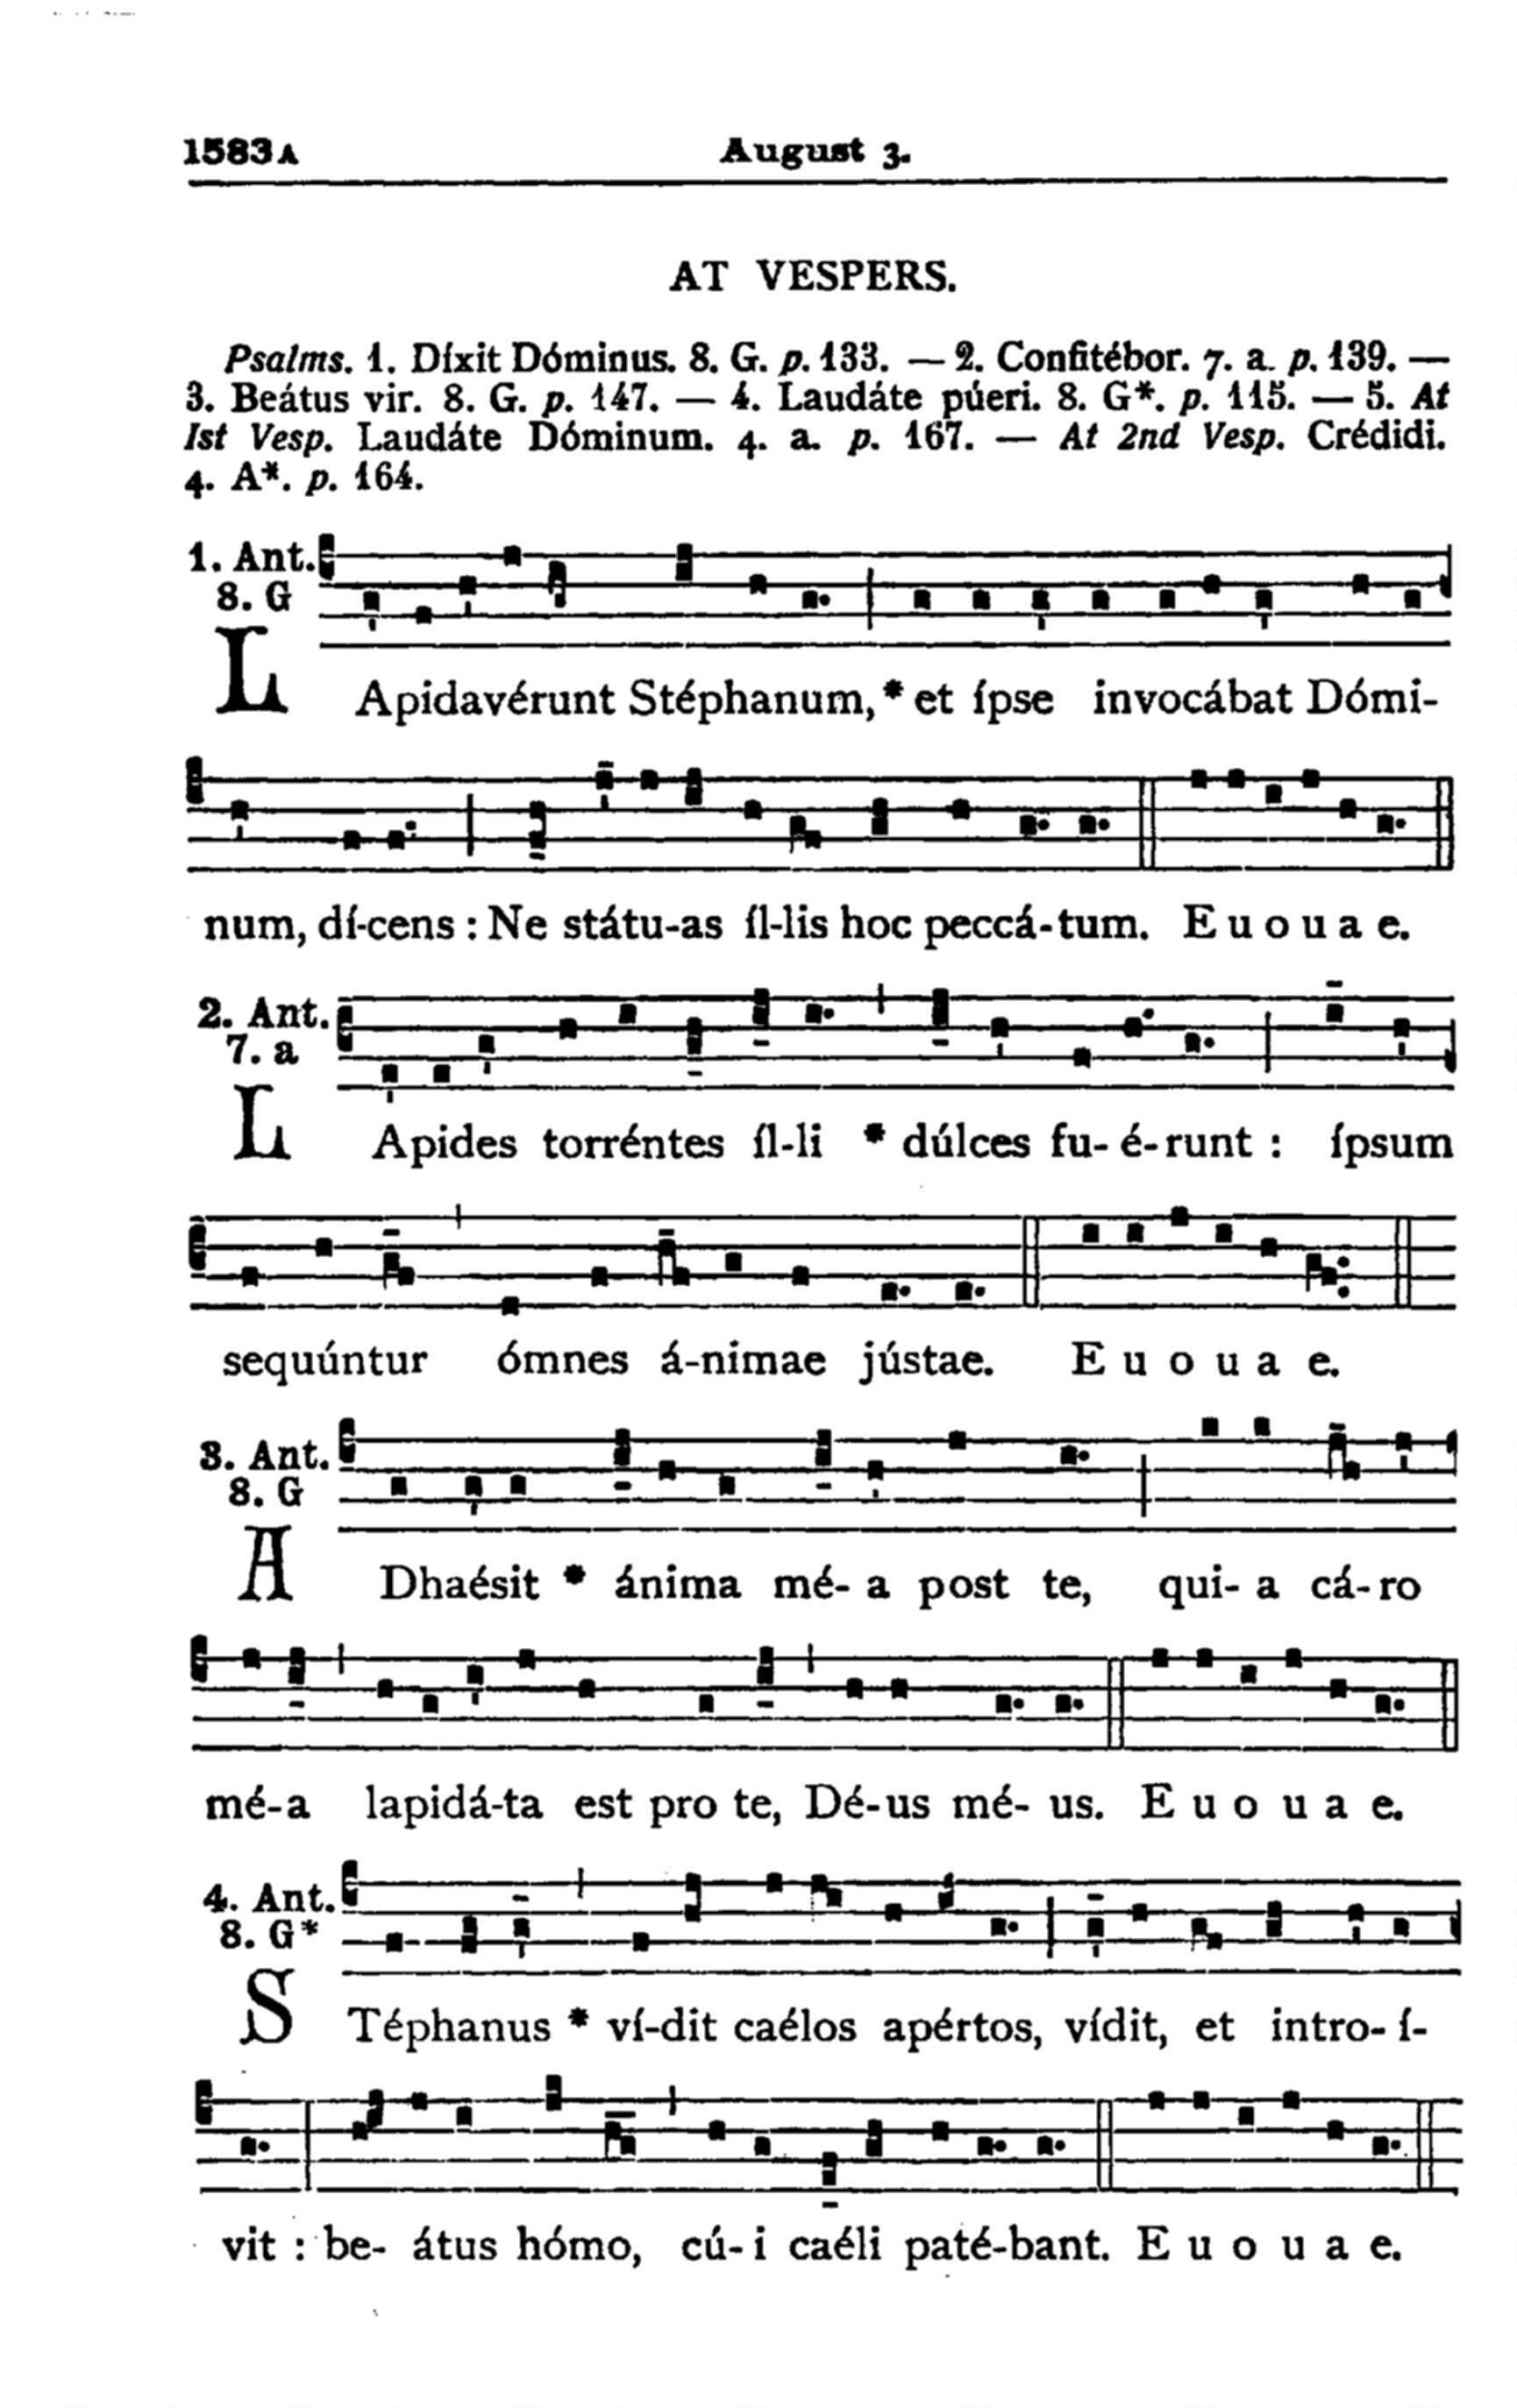 1583A August 3.
AT VESPERS.
Psalms. 1. Díxit Dóminus. 8. G. p. 133. — 2. Confitébor. 7. a. p. 139. —
3. Beátus vir. 8. G. p. 147. — 4. Laudáte púeri. 8. G*. p. 115. — 5. At
Ist Vesp. Laudáte Dóminum. 4. a. p. 167. — At 2nd Vesp. Crédidi.
4. A*. p. 164.
1. Ant.
8. G
LApidavérunt Stéphanum, * et ípse invocábat Dómi-
num, dí-cens : Ne státu-as íl-lis hoc peccá-tum. E u o u a e.
2. Ant.
7. a
LApides torréntes íl-li * dúlces fu- é-runt : ípsum
sequúntur ómnes á-nimae jústae. E u o u a e.
3. Ant.
8. G
ADhaésit * ánima mé- a post te, qui- a cá-ro
mé-a lapidá-ta est pro te, Dé-us mé- us. E u o u a e.
4. Ant.
8. G*
STéphanus * ví-dit caélos apértos, vídit, et intro- í-
vit : be- átus hómo, cú- i caéli paté-bant. E u o u a e.